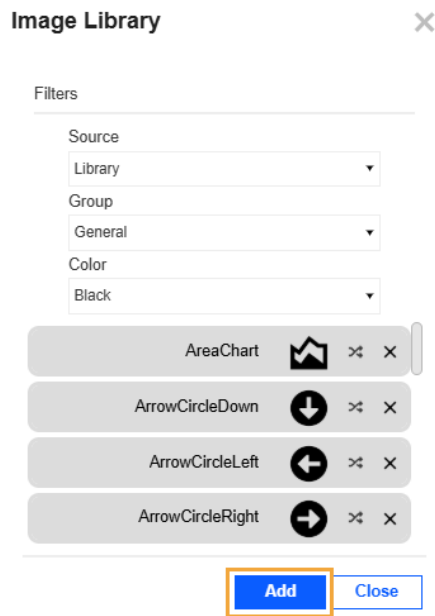 Image Library
Filters
Source
Library
Group
General
Color
Black
AreaChart
ArrowCircleDown
ArrowCircleLeft
ArrowCircleRight
Add Close